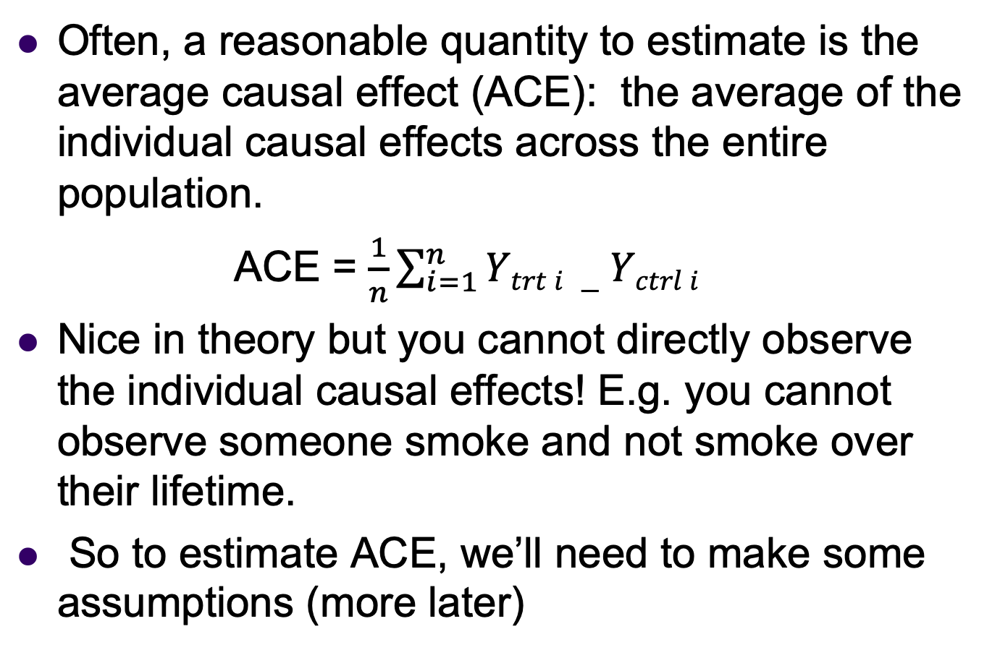 ● Often, a reasonable quantity to estimate is the
average causal effect (ACE):  the average of the
individual causal effects across the entire
population.
ACE = \frac{1}{n} \sum_{i=1}^{n} Y_{trt i} _ Y_{ctrl i}
● Nice in theory but you cannot directly observe
the individual causal effects! E.g. you cannot
observe someone smoke and not smoke over
their lifetime.
● So to estimate ACE, we’ll need to make some
assumptions (more later)